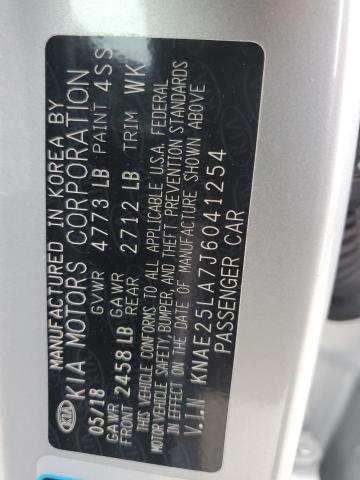 KIA
MANUFACTURED IN KOREA BY
KIA MOTORS CORPORATION
05/18 GVWR 4773 LB PAINT 4SS
GAWR FRONT 2458 LB GAWR REAR 2712 LB TRIM WK
THIS VEHICLE CONFORMS TO ALL APPLICABLE U.S.A. FEDERAL
MOTOR VEHICLE SAFETY, BUMPER, AND THEFT PREVENTION STANDARDS
IN EFFECT ON THE DATE OF MANUFACTURE SHOWN ABOVE
V.I.N KNAE25LA7J6041254
PASSENGER CAR